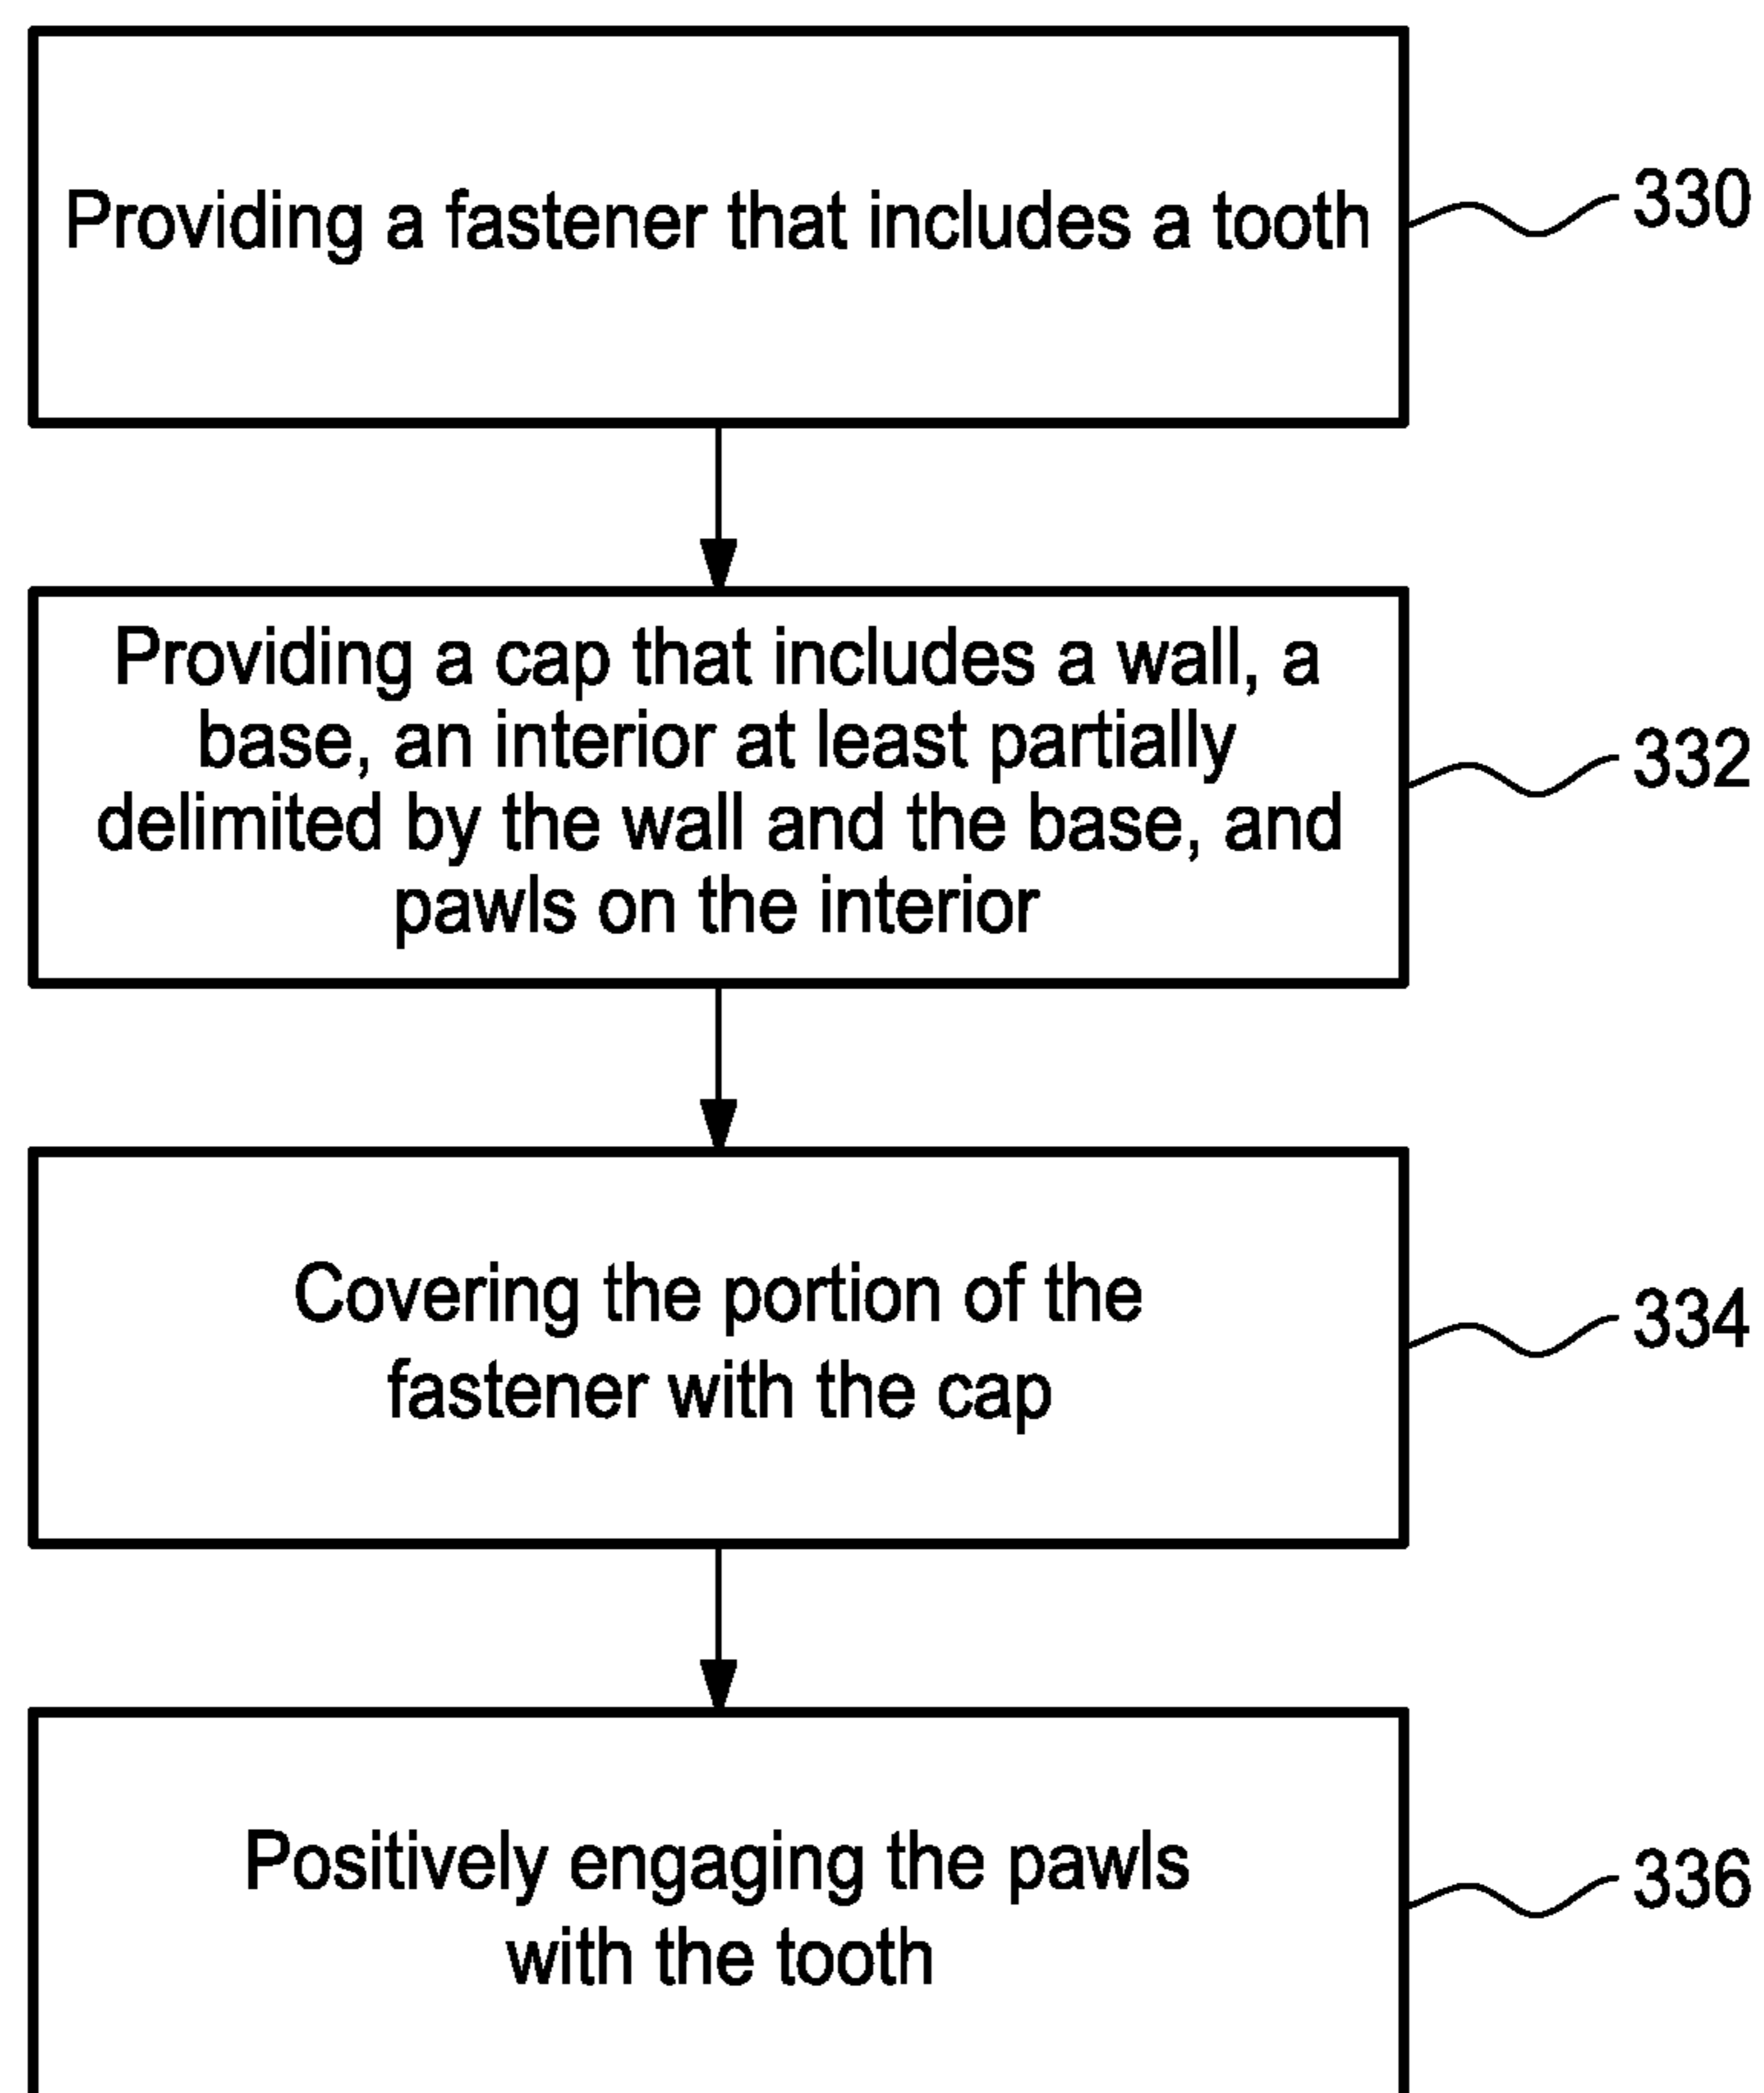 Providing a fastener that includes a tooth
330
Providing a cap that includes a wall, a
base, an interior at least partially
delimited by the wall and the base, and
pawls on the interior
332
Covering the portion of the
fastener with the cap
334
Positively engaging the pawls
with the tooth
336